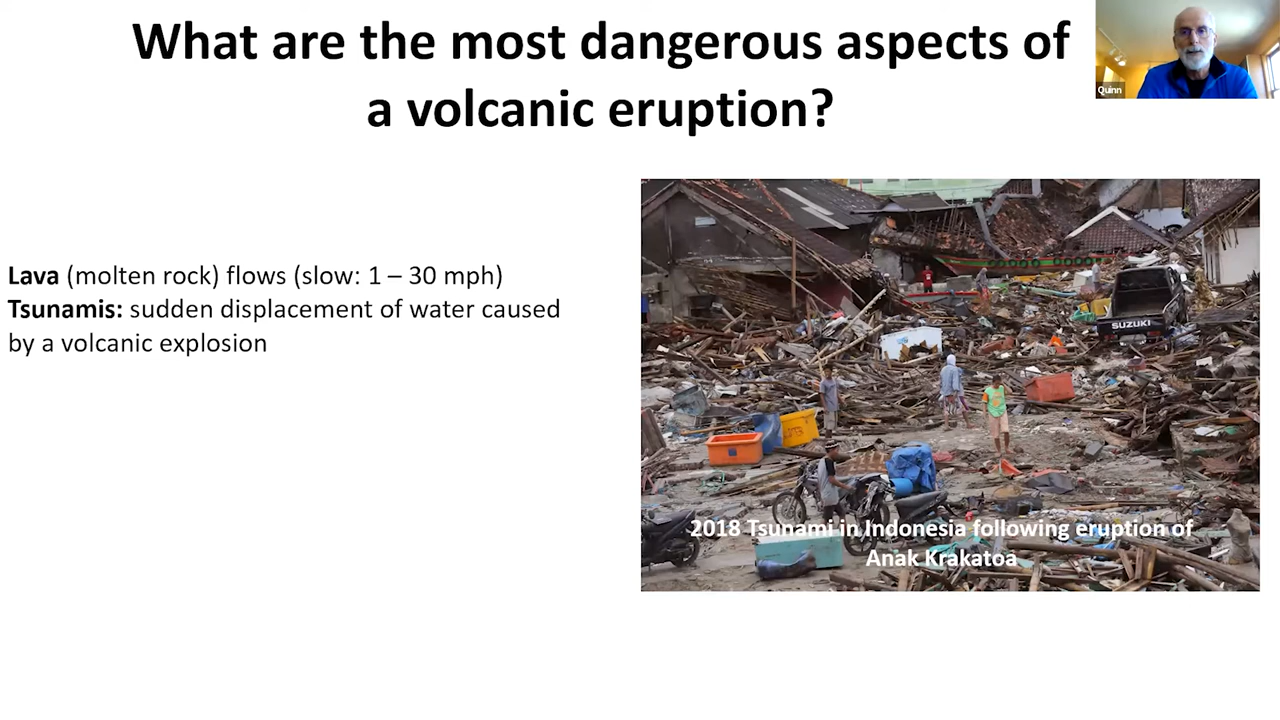 What are the most dangerous aspects of
a volcanic eruption?
Quinn
Lava (molten rock) flows (slow: 1 – 30 mph)
Tsunamis: sudden displacement of water caused
by a volcanic explosion
SUZUKI
2018 Tsunami in Indonesia following eruption of
Anak Krakatoa